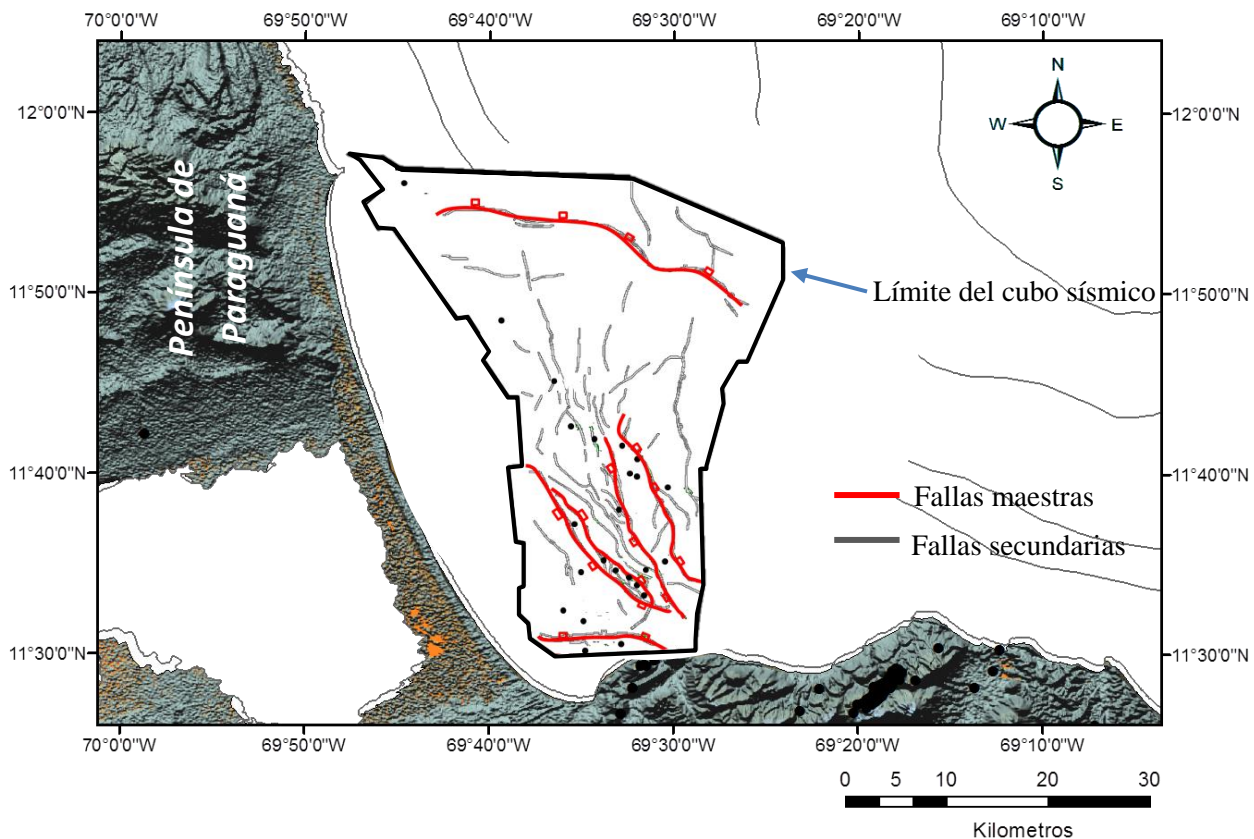 70°0'0"W 69°50'0"W 69°40'0"W 69°30'0"W 69°20'0"W 69°10'0"W
N
W E
S
12°0'0"N 12°0'0"N
Península de
Paraguaná
11°50'0"N 11°50'0"N
Límite del cubo sísmico
11°40'0"N 11°40'0"N
Fallas maestras
Fallas secundarias
11°30'0"N 11°30'0"N
70°0'0"W 69°50'0"W 69°40'0"W 69°30'0"W 69°20'0"W 69°10'0"W
0 5 10 20 30
Kilometros